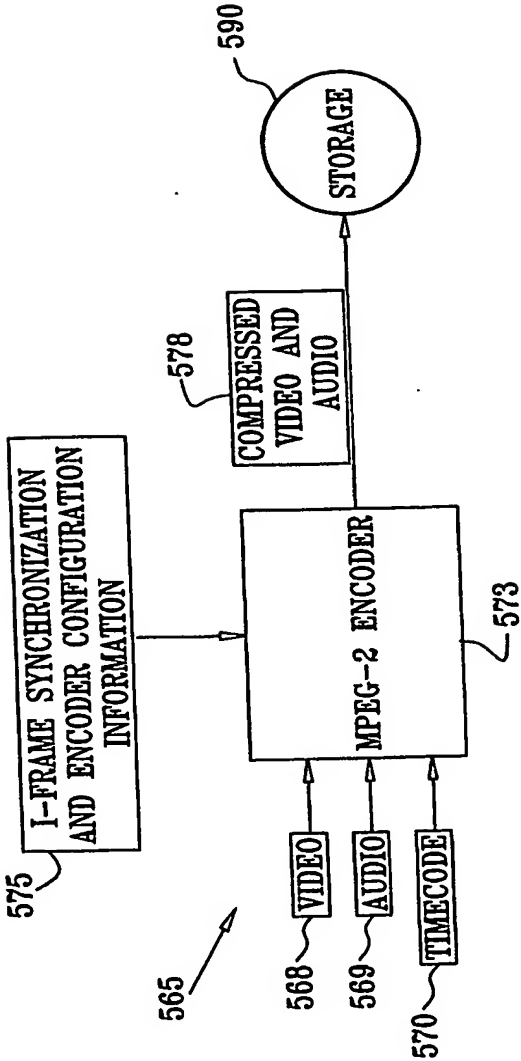 575
I-FRAME SYNCHRONIZATION
AND ENCODER CONFIGURATION
INFORMATION
565
568
VIDEO
569
AUDIO
570
TIMECODE
MPEG-2 ENCODER
573
578
COMPRESSED
VIDEO AND
AUDIO
STORAGE
590